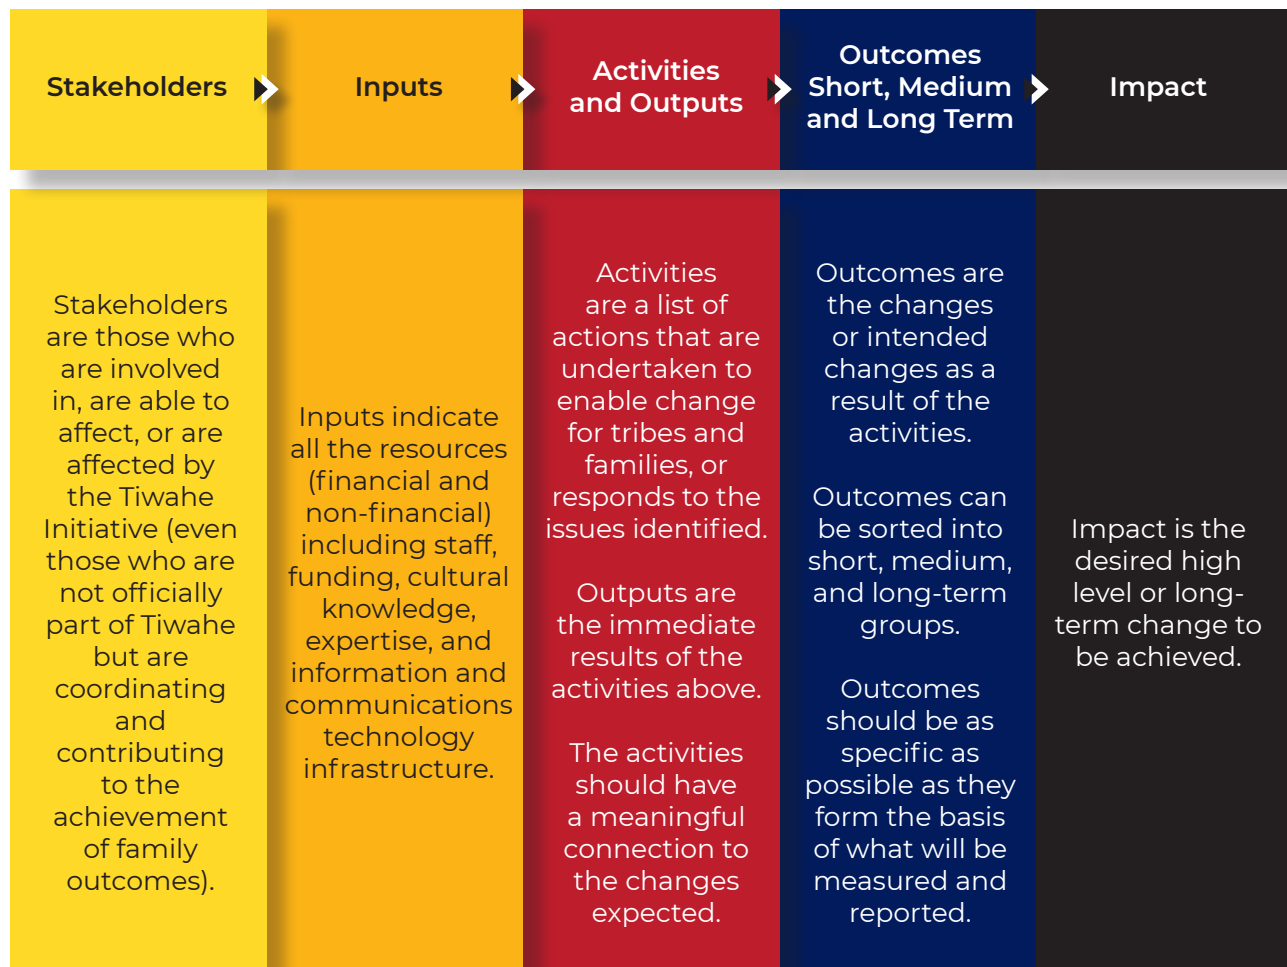 Stakeholders
Inputs
Activities
and Outputs
Outcomes
Short, Medium
and Long Term
Impact
Stakeholders
are those who
are involved
in, are able to
affect, or are
affected by
the Tiwahe
Initiative (even
those who are
not officially
part of Tiwahe
but are
coordinating
and
contributing
to the
achievement
of family
outcomes).
Inputs indicate
all the resources
(financial and
non-financial)
including staff,
funding, cultural
knowledge,
expertise, and
information and
communications
technology
infrastructure.
Activities
are a list of
actions that are
undertaken to
enable change
for tribes and
families, or
responds to the
issues identified.
Outputs are
the immediate
results of the
activities above.
The activities
should have
a meaningful
connection to
the changes
expected.
Outcomes are
the changes
or intended
changes as a
result of the
activities.
Outcomes can
be sorted into
short, medium,
and long-term
groups.
Outcomes
should be as
specific as
possible as they
form the basis
of what will be
measured and
reported.
Impact is the
desired high
level or long-
term change to
be achieved.